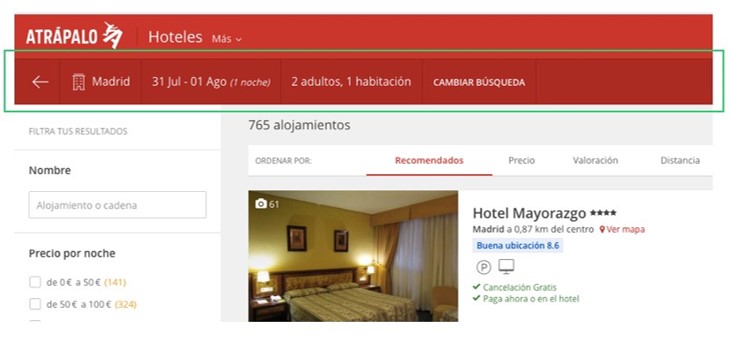 ATRÁPALO Hoteles Más
Madrid 31 Jul - 01 Ago (1 noche) 2 adultos, 1 habitación CAMBIAR BÚSQUEDA
FILTRA TUS RESULTADOS
Nombre
Alojamiento o cadena
Precio por noche
de 0€ a 50€ (141)
de 50€ a 100€ (324)
765 alojamientos
ORDENAR POR: Recomendados Precio Valoración Distancia
61
Hotel Mayorazgo ★★★★
Madrid a 0,87 km del centro Ver mapa
Buena ubicación 8.6
P
✔ Cancelación Gratis
✔ Paga ahora o en el hotel